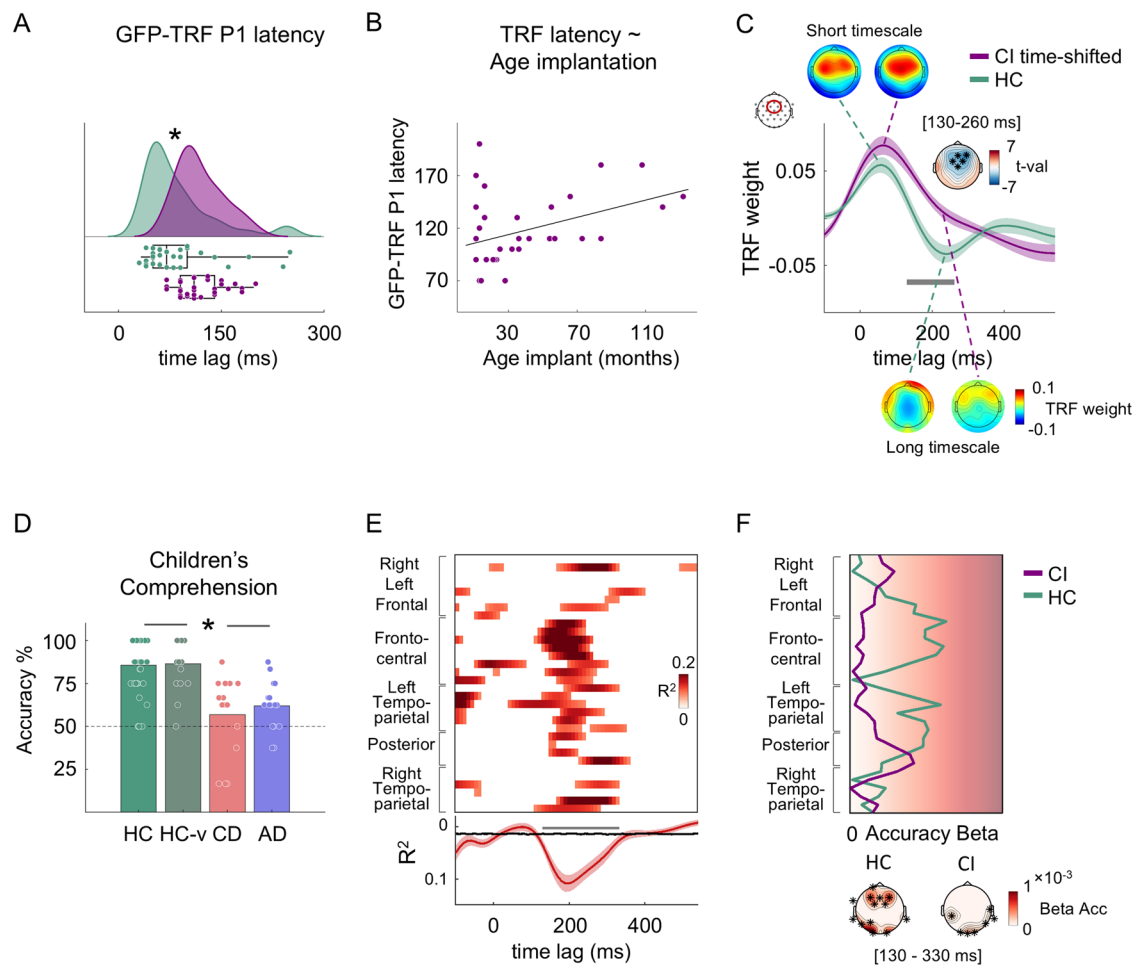 A
GFP-TRF P1 latency
*
0
150
300
time lag (ms)
B
TRF latency ~
Age implantation
GFP-TRF P1 latency
170
120
70
30
70
110
Age implant (months)
C
Short timescale
CI time-shifted
HC
[130-260 ms]
7
t-val
-7
TRF weight
0.05
-0.05
0
200
400
time lag (ms)
0.1
TRF weight
-0.1
Long timescale
D
Children's
Comprehension
*
Accuracy %
100
75
50
25
HC HC-v CD AD
E
Right
Left
Frontal
Fronto-
central
Left
Tempo-
parietal
Posterior
Right
Tempo-
parietal
0.2
R²
0
R²
0
0.1
0
200
400
time lag (ms)
F
CI
HC
Right
Left
Frontal
Fronto-
central
Left
Tempo-
parietal
Posterior
Right
Tempo-
parietal
0 Accuracy Beta
HC
CI
1 ×10⁻³
Beta Acc
0
[130 - 330 ms]